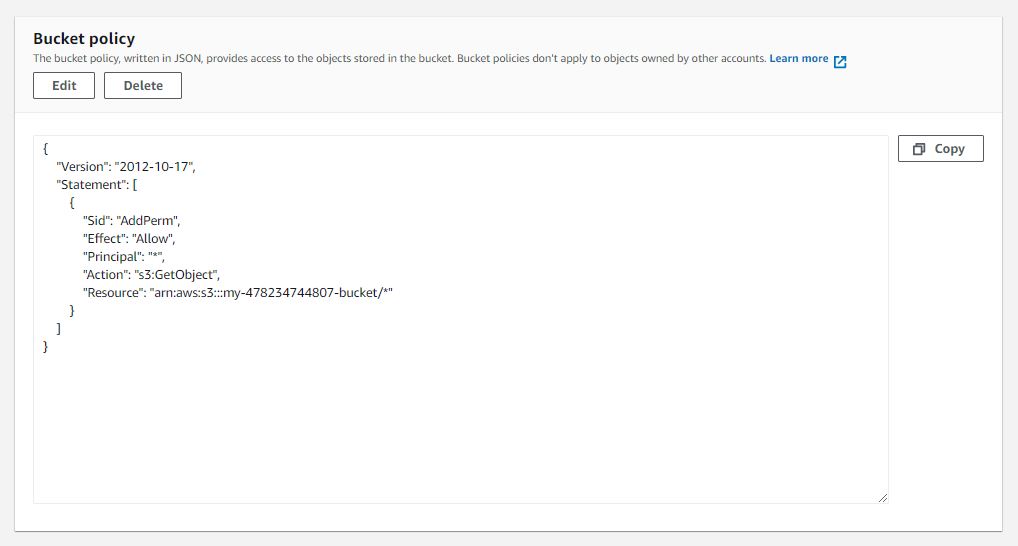 Bucket policy
The bucket policy, written in JSON, provides access to the objects stored in the bucket. Bucket policies don't apply to objects owned by other accounts. Learn more
Edit Delete
Copy
{
"Version": "2012-10-17",
"Statement": [
{
"Sid": "AddPerm",
"Effect": "Allow",
"Principal": "*",
"Action": "s3:GetObject",
"Resource": "arn:aws:s3:::my-478234744807-bucket/*"
}
]
}